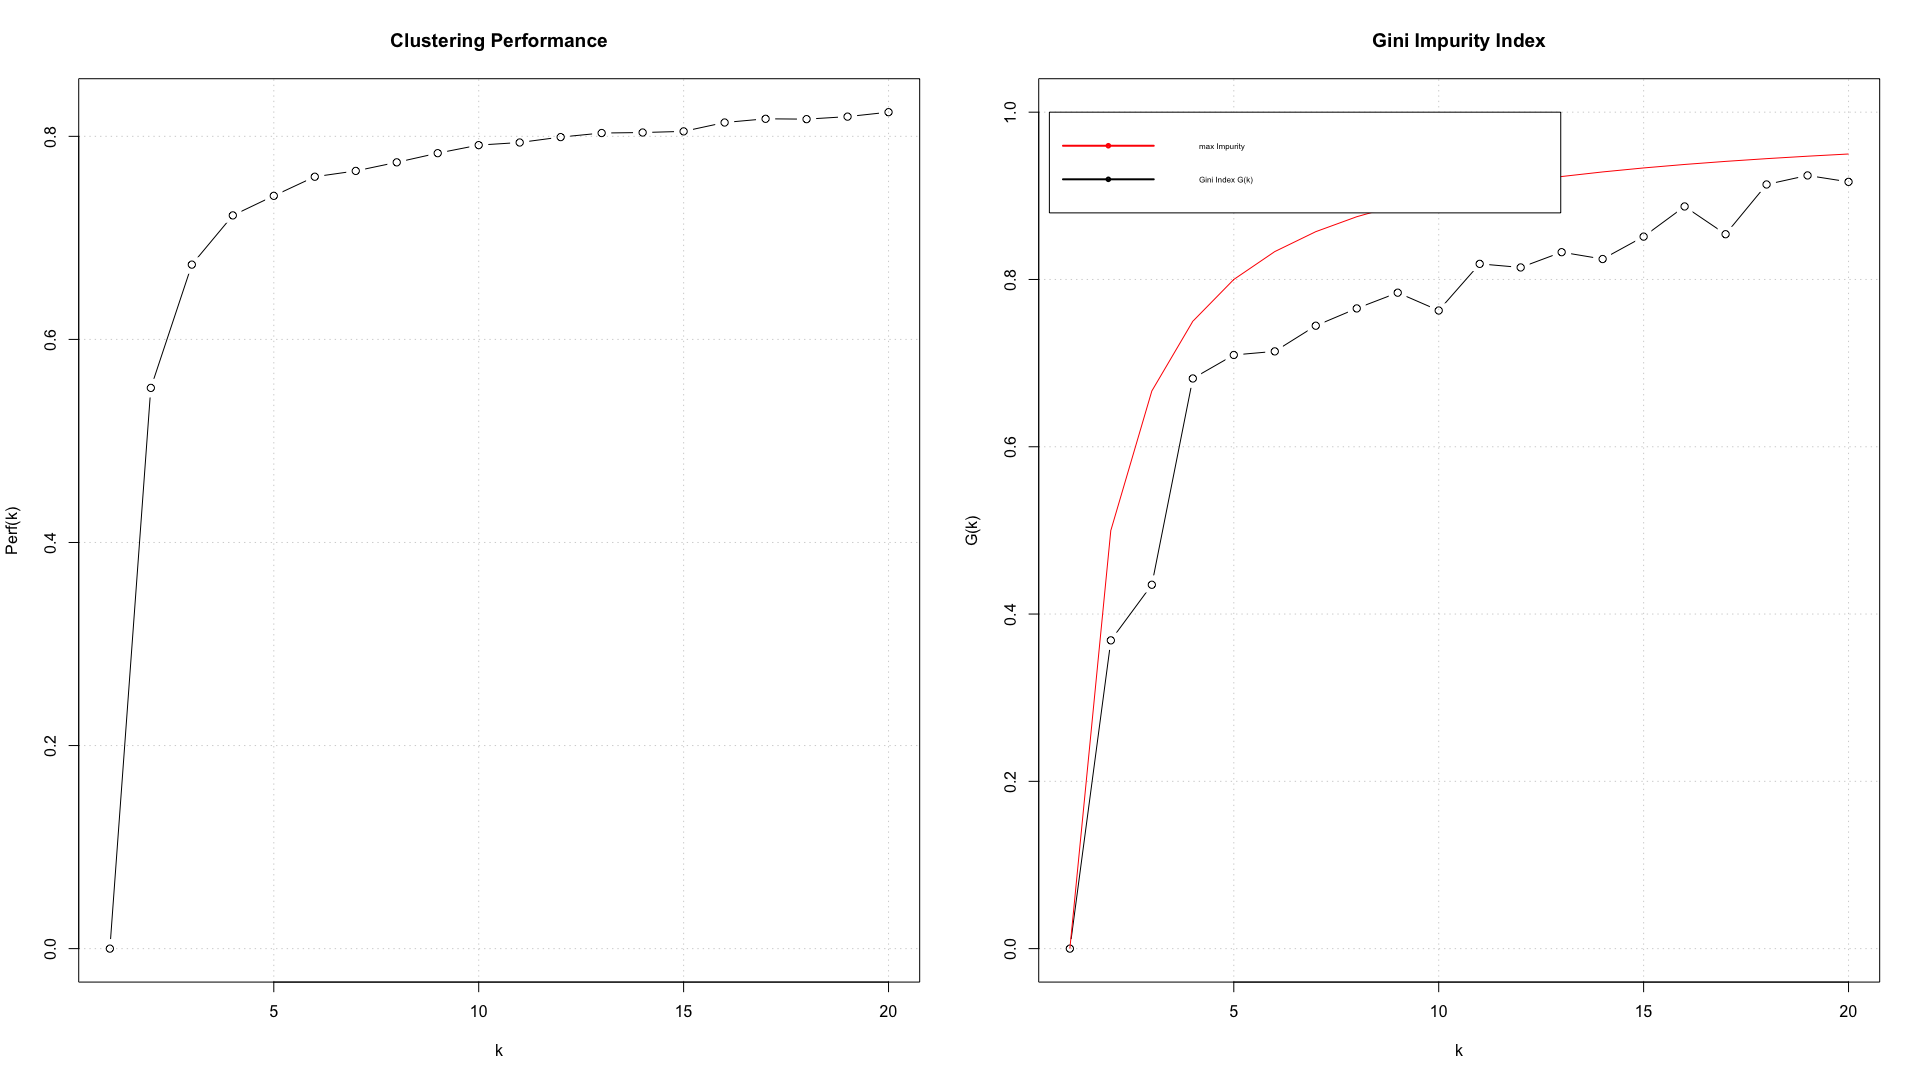 Clustering Performance
Perf(k)
0.0 0.2 0.4 0.6 0.8
5 10 15 20
k
Gini Impurity Index
max Impurity
Gini Index G(k)
G(k)
0.0 0.2 0.4 0.6 0.8 1.0
5 10 15 20
k